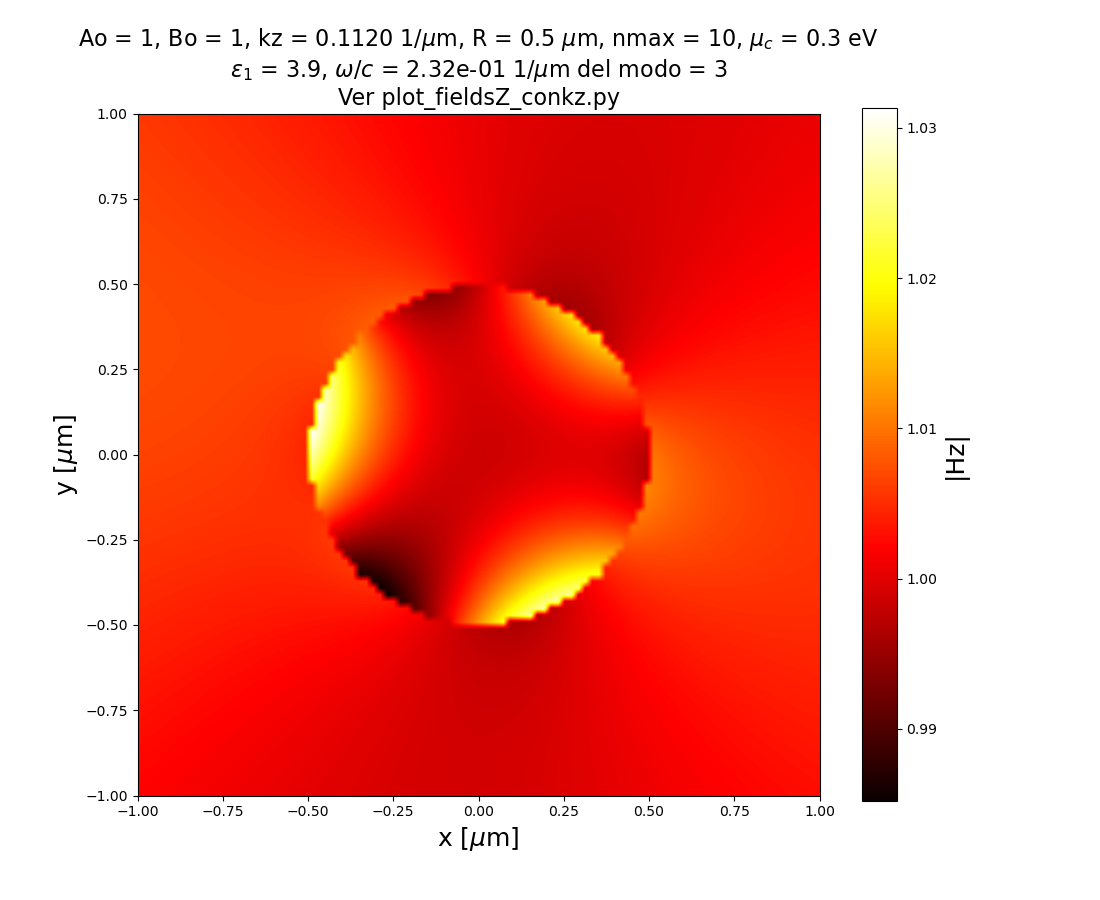 Ao = 1, Bo = 1, kz = 0.1120 1/μm, R = 0.5 μm, nmax = 10, μc = 0.3 eV
ε1 = 3.9, ω/c = 2.32e-01 1/μm del modo = 3
Ver plot_fieldsZ_conkz.py
1.00
0.75
0.50
0.25
0.00
−0.25
−0.50
−0.75
−1.00
y [μm]
−1.00 −0.75 −0.50 −0.25 0.00 0.25 0.50 0.75 1.00
x [μm]
1.03
1.02
1.01
1.00
0.99
|Hz|